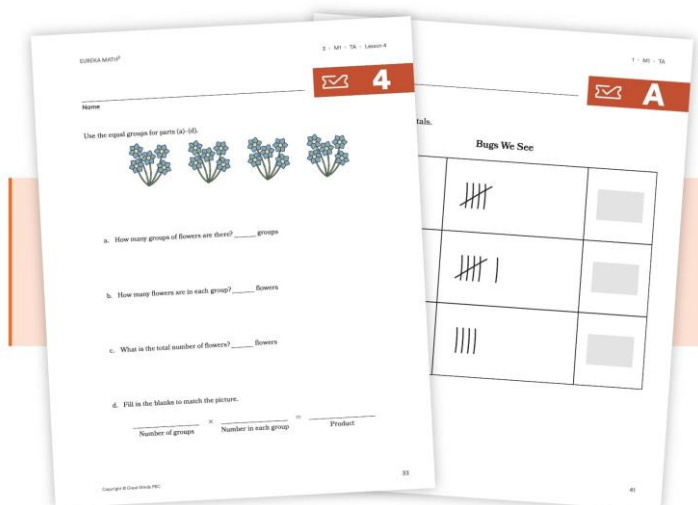 EUREKA MATH²
3 ▸ M1 ▸ TA ▸ Lesson 4
4
Name
Use the equal groups for parts (a)–(d).
a. How many groups of flowers are there? ______ groups
b. How many flowers are in each group? ______ flowers
c. What is the total number of flowers? ______ flowers
d. Fill in the blanks to match the picture.
× =
Number of groups Number in each group Product
Copyright © Great Minds PBC
33
1 ▸ M1 ▸ TA
A
Bugs We See